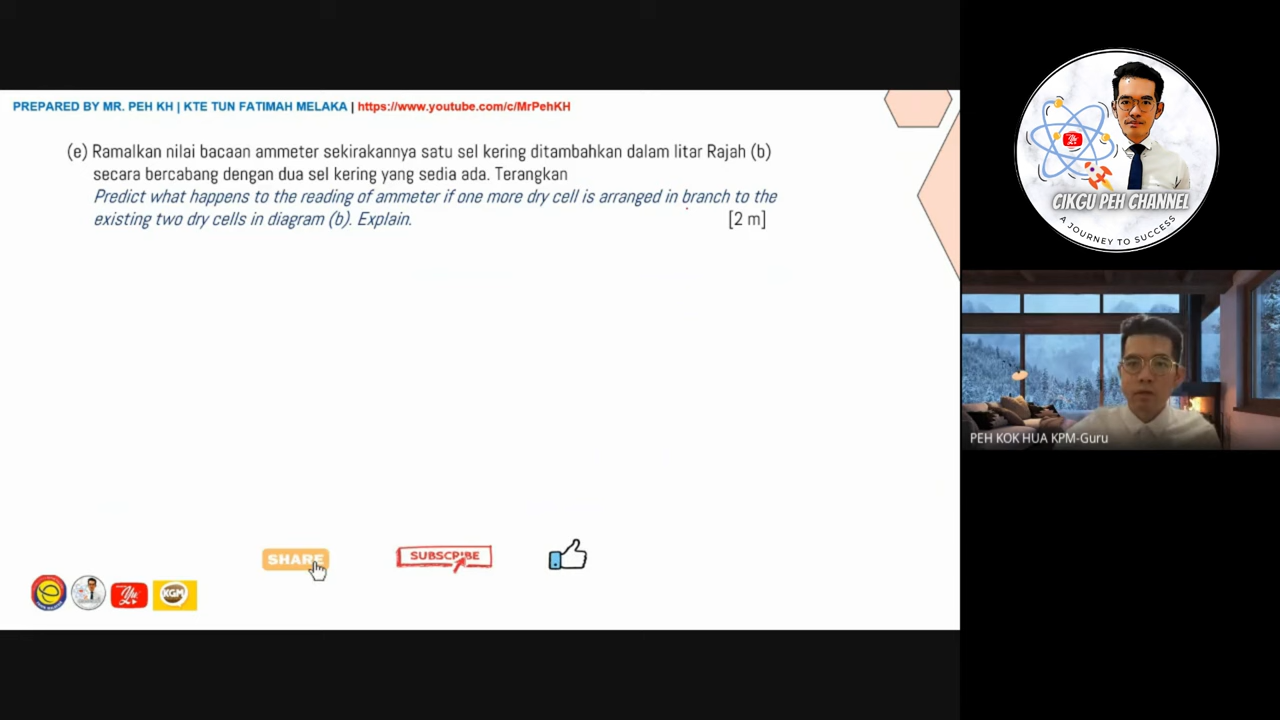 PREPARED BY MR. PEH KH | KTE TUN FATIMAH MELAKA | https://www.youtube.com/c/MrPehKH
(e) Ramalkan nilai bacaan ammeter sekirakannya satu sel kering ditambahkan dalam litar Rajah (b)
secara bercabang dengan dua sel kering yang sedia ada. Terangkan
Predict what happens to the reading of ammeter if one more dry cell is arranged in branch to the
existing two dry cells in diagram (b). Explain. [2 m]
SHARE
SUBSCRIBE
KGM
CIKGU PEH CHANNEL
A JOURNEY TO SUCCESS
PEH KOK HUA KPM-Guru